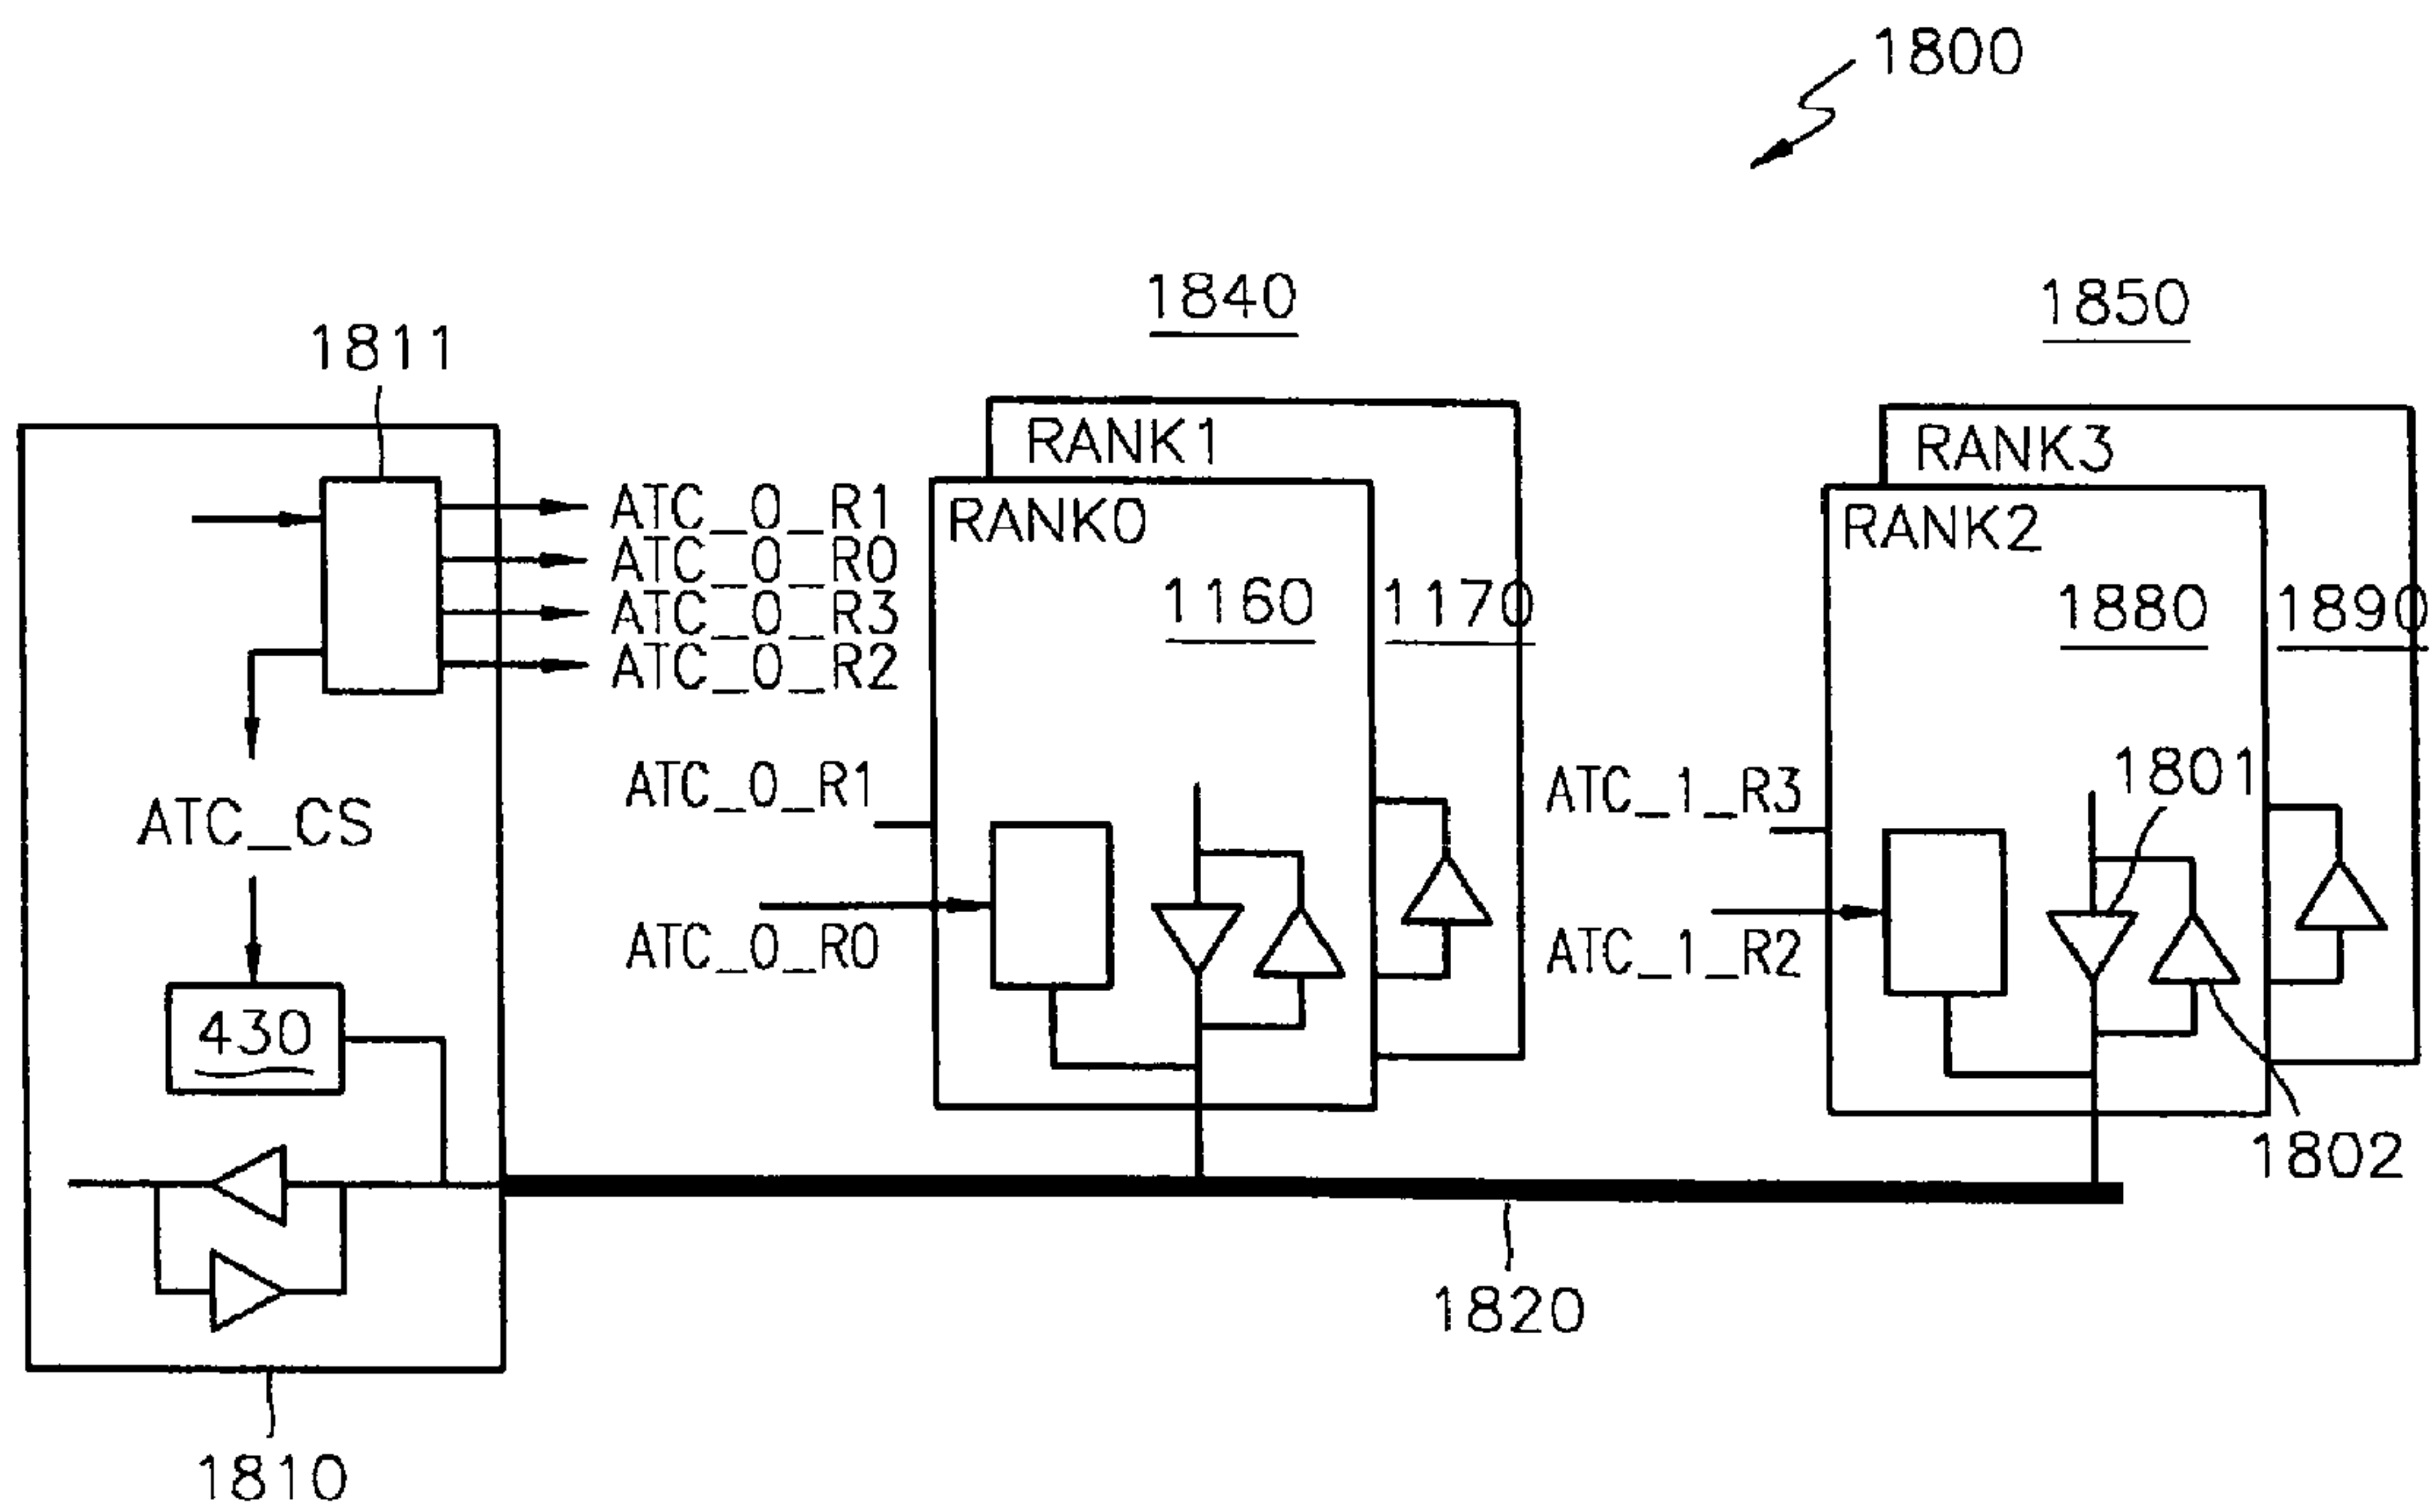 1800
1840
1850
1811
RANK1
RANK3
RANK0
RANK2
ATC_0_R1
ATC_0_R0
ATC_0_R3
ATC_0_R2
1160
1170
1880
1890
ATC_0_R1
ATC_1_R3
1801
ATC_CS
ATC_0_R0
ATC_1_R2
430
1802
1820
1810